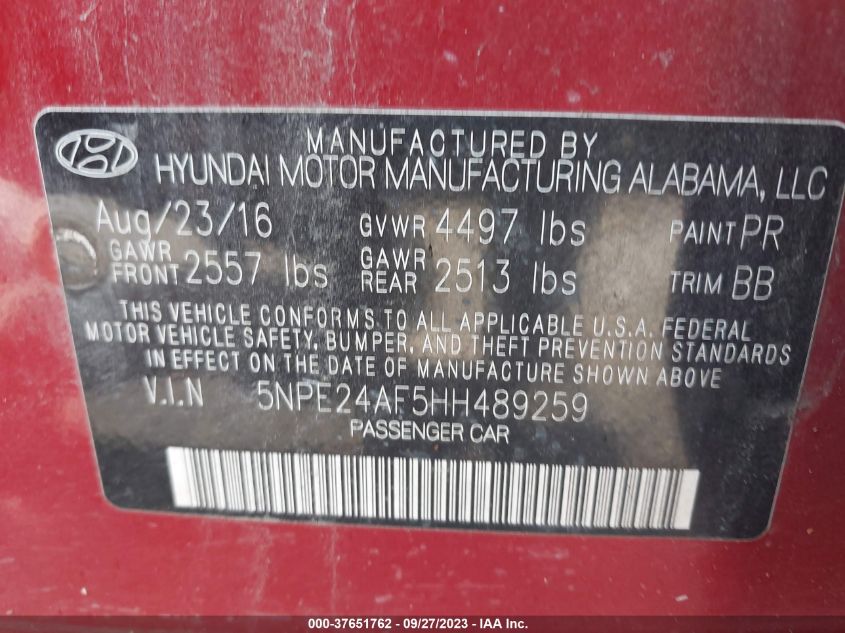 MANUFACTURED BY
HYUNDAI MOTOR MANUFACTURING ALABAMA, LLC
Aug/23/16 GVWR 4497 lbs PAINT PR
GAWR FRONT 2557 lbs GAWR REAR 2513 lbs TRIM BB
THIS VEHICLE CONFORMS TO ALL APPLICABLE U.S.A. FEDERAL
MOTOR VEHICLE SAFETY, BUMPER, AND THEFT PREVENTION STANDARDS
IN EFFECT ON THE DATE OF MANUFACTURE SHOWN ABOVE
V.I.N 5NPE24AF5HH489259
PASSENGER CAR
000-37651762 - 09/27/2023 - IAA Inc.